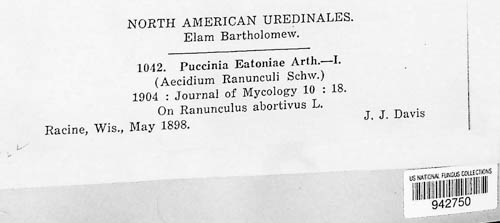 NORTH AMERICAN UREDINALES.
Elam Bartholomew.
1042. Puccinia Eatoniae Arth.—I.
(Aecidium Ranunculi Schw.)
1904 : Journal of Mycology 10 : 18.
On Ranunculus abortivus L.
Racine, Wis., May 1898. J. J. Davis
US NATIONAL FUNGUS COLLECTIONS
942750